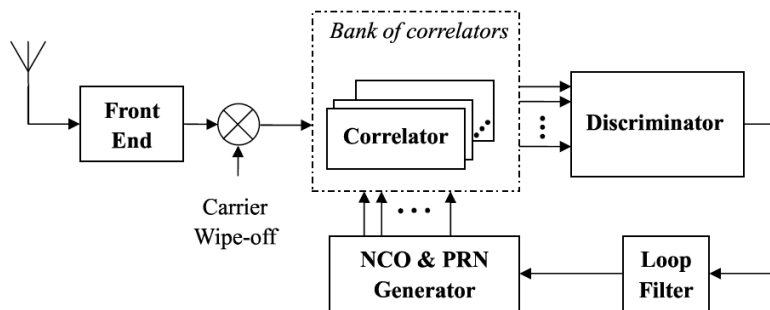 Bank of correlators
Front
End
Correlator
Discriminator
Carrier
Wipe-off
NCO & PRN
Generator
Loop
Filter